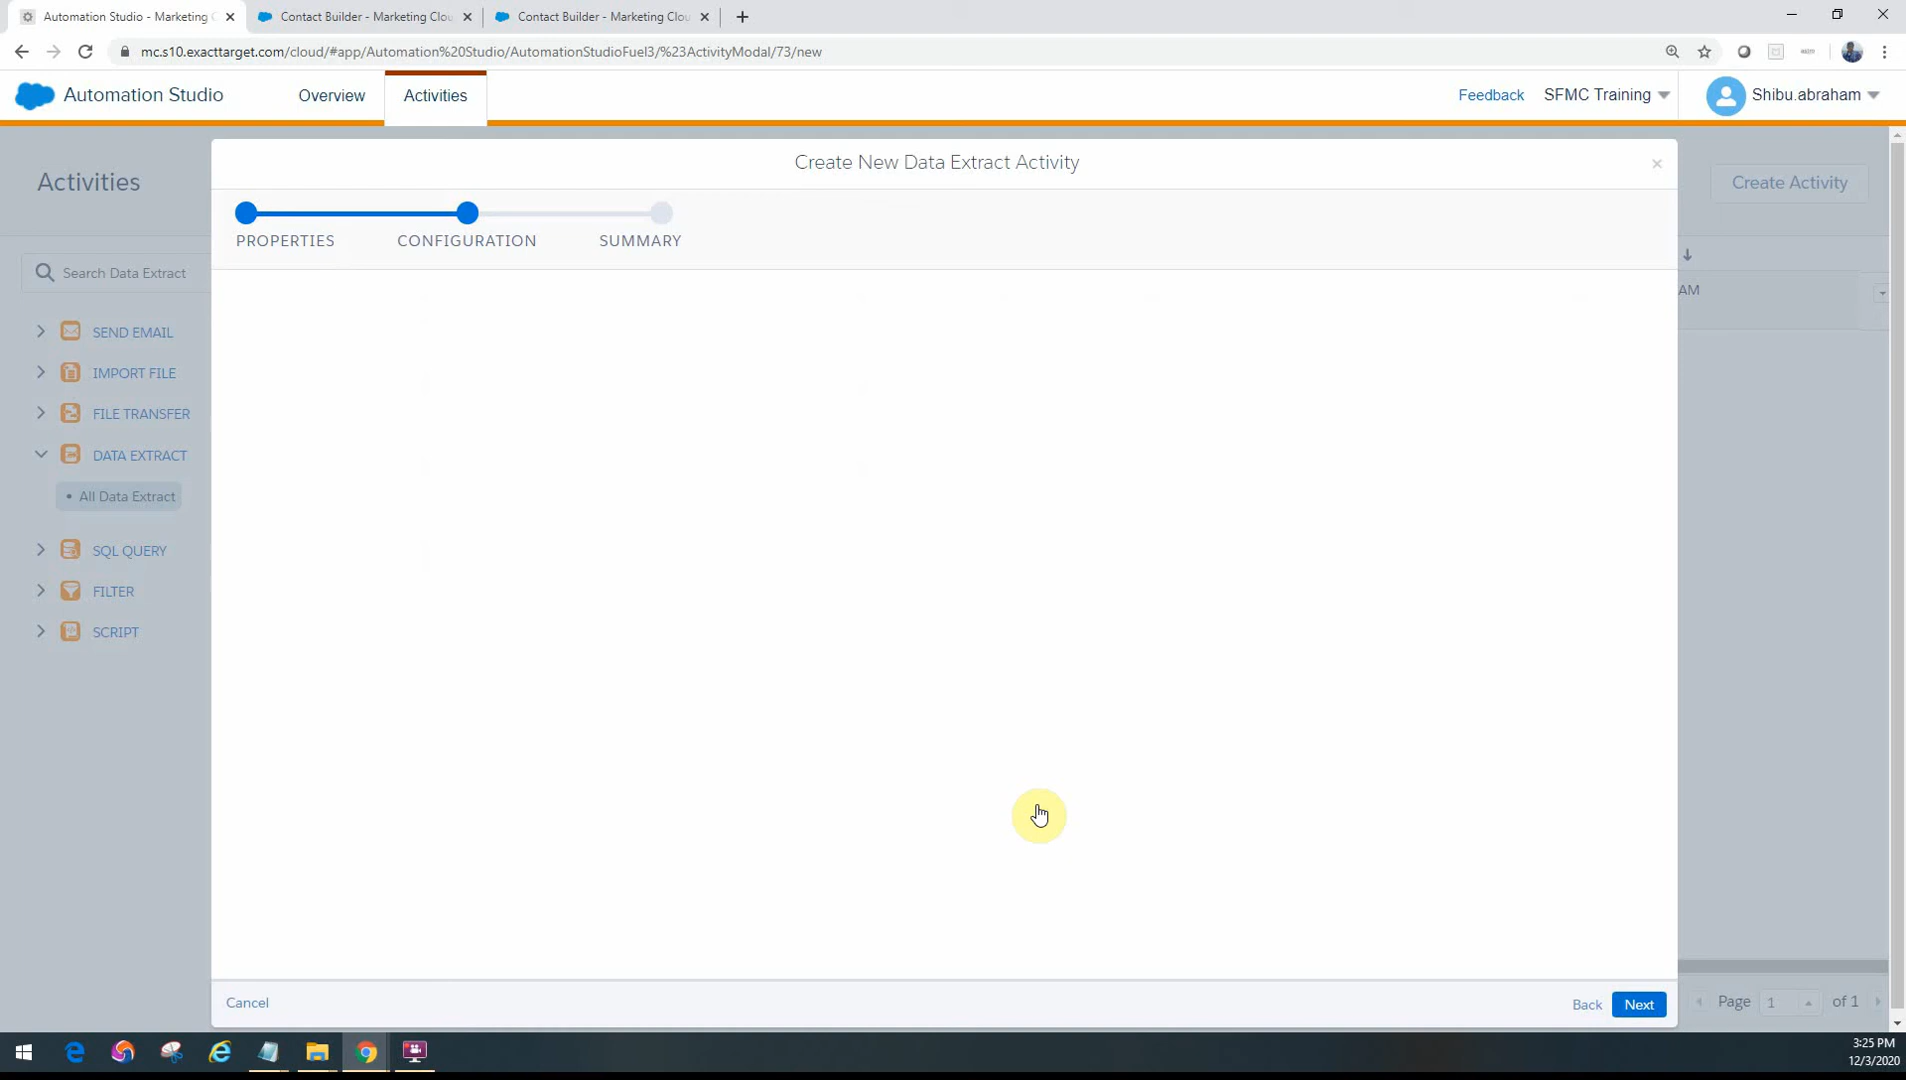 Automation Studio - Marketing C
Contact Builder - Marketing Clou
Contact Builder - Marketing Clou
mc.s10.exacttarget.com/cloud/#app/Automation%20Studio/AutomationStudioFuel3/%23ActivityModal/73/new
Automation Studio
Overview
Activities
Feedback
SFMC Training
Shibu.abraham
Activities
Create New Data Extract Activity
Create Activity
PROPERTIES
CONFIGURATION
SUMMARY
Search Data Extract
AM
SEND EMAIL
IMPORT FILE
FILE TRANSFER
DATA EXTRACT
• All Data Extract
SQL QUERY
FILTER
SCRIPT
Cancel
Back
Next
Page 1 of 1
3:25 PM
12/3/2020